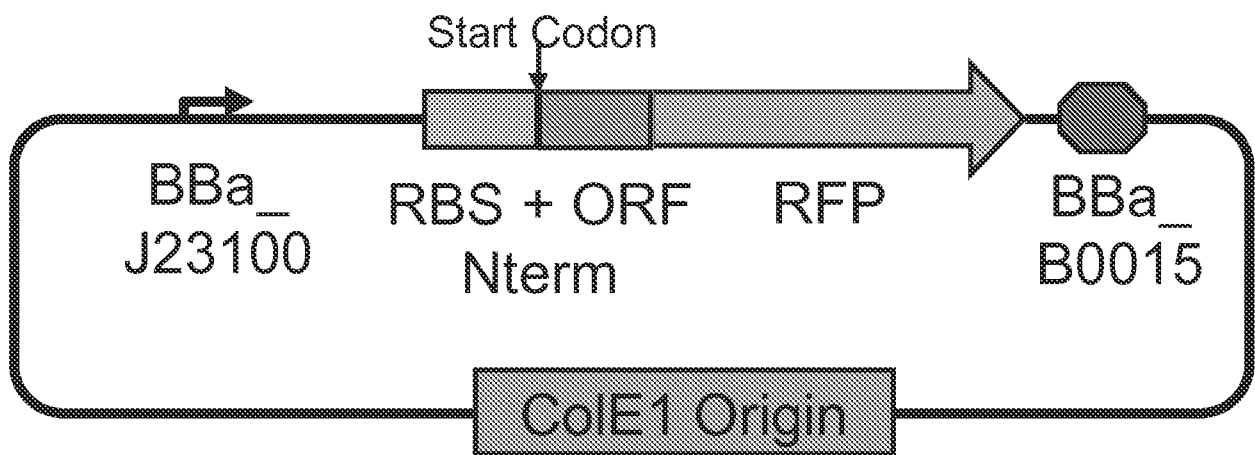 Start Codon
BBa_
J23100
RBS + ORF
Nterm
RFP
BBa_
B0015
ColE1 Origin